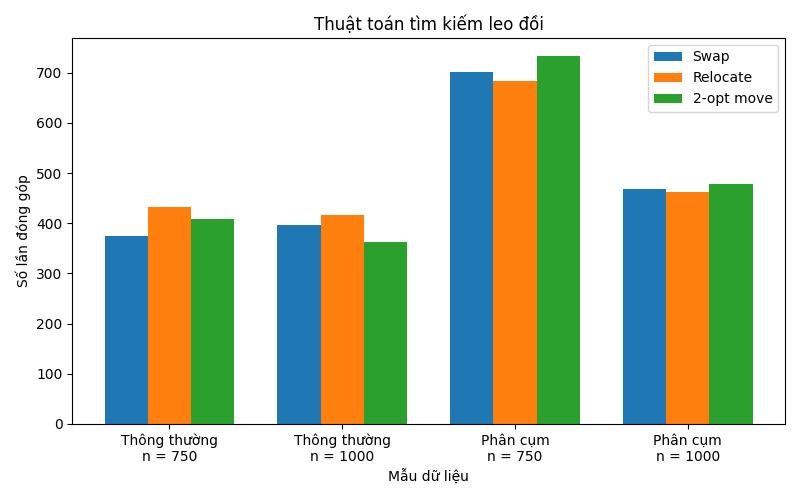 Thuật toán tìm kiếm leo đồi
Swap
Relocate
2-opt move
Số lần đóng góp
700
600
500
400
300
200
100
0
Thông thường
n = 750
Thông thường
n = 1000
Phân cụm
n = 750
Phân cụm
n = 1000
Mẫu dữ liệu